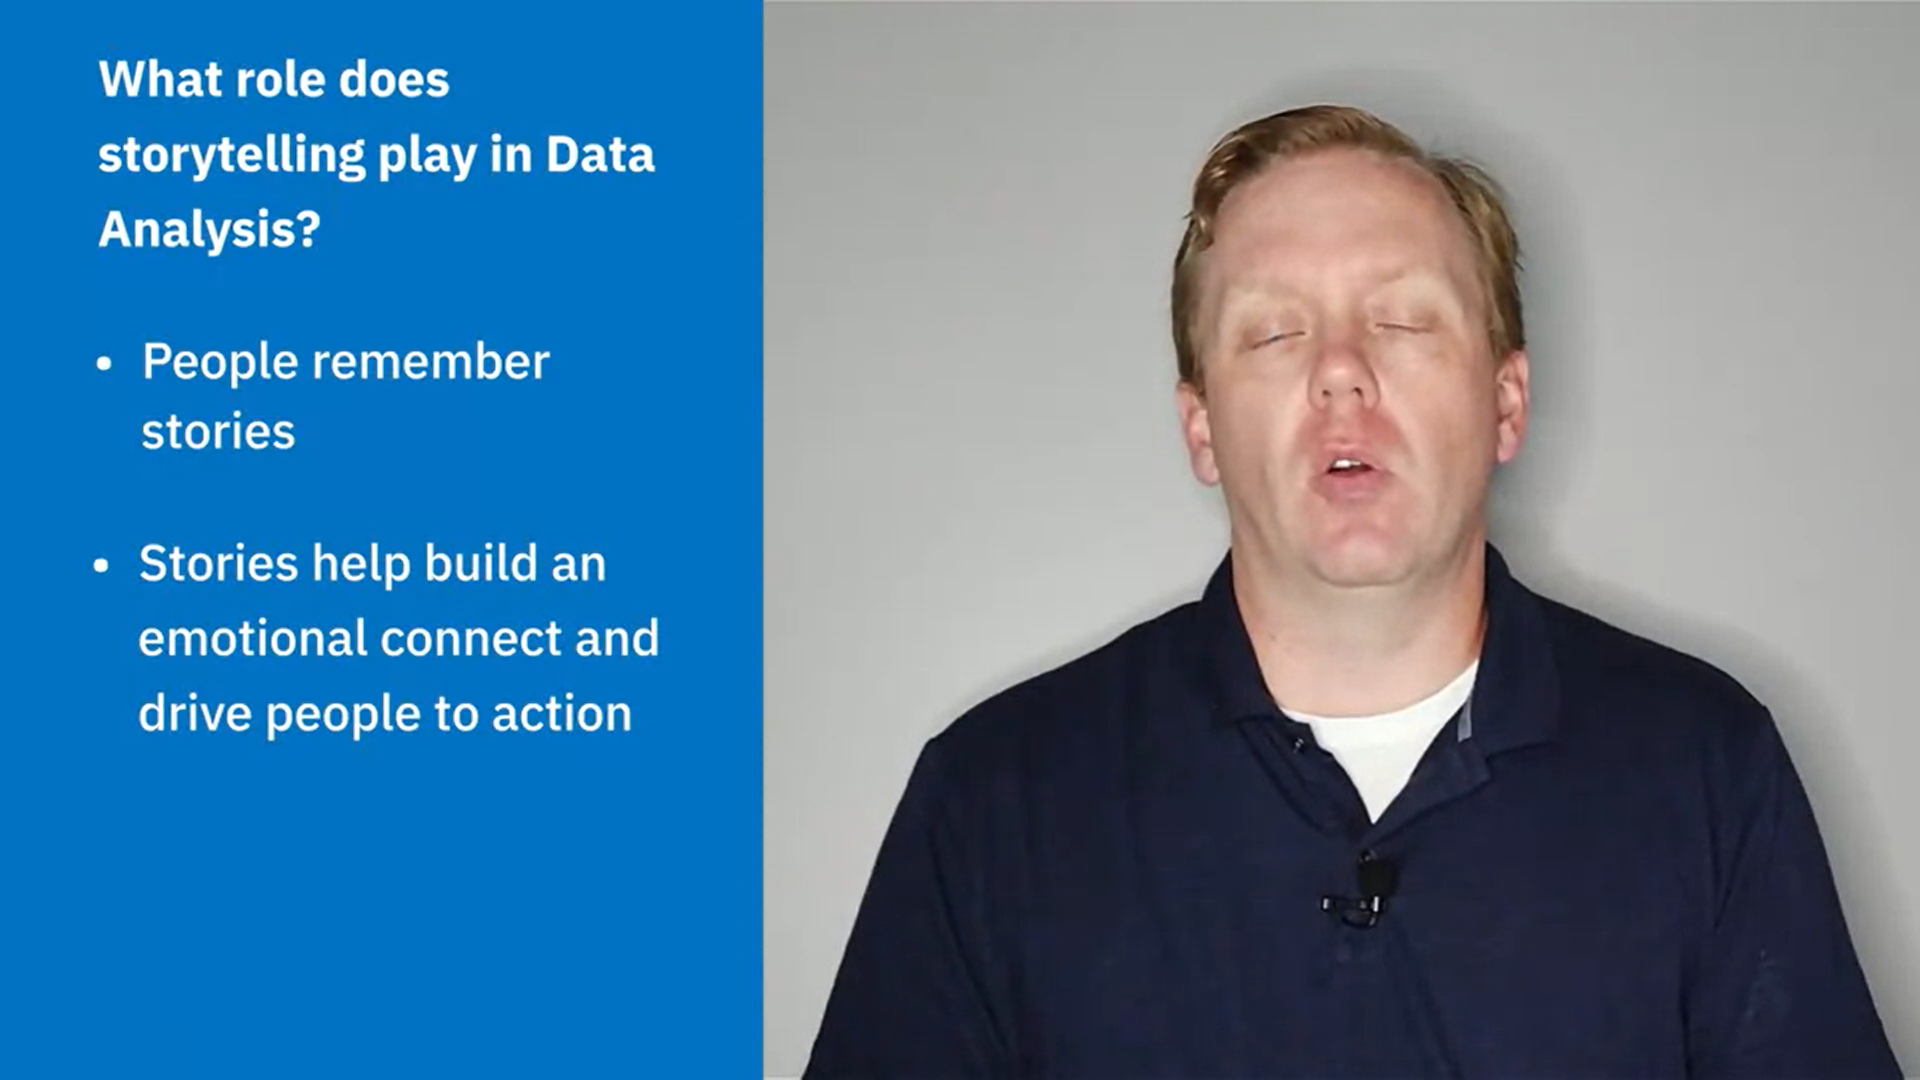 What role does
storytelling play in Data
Analysis?
• People remember
stories
• Stories help build an
emotional connect and
drive people to action